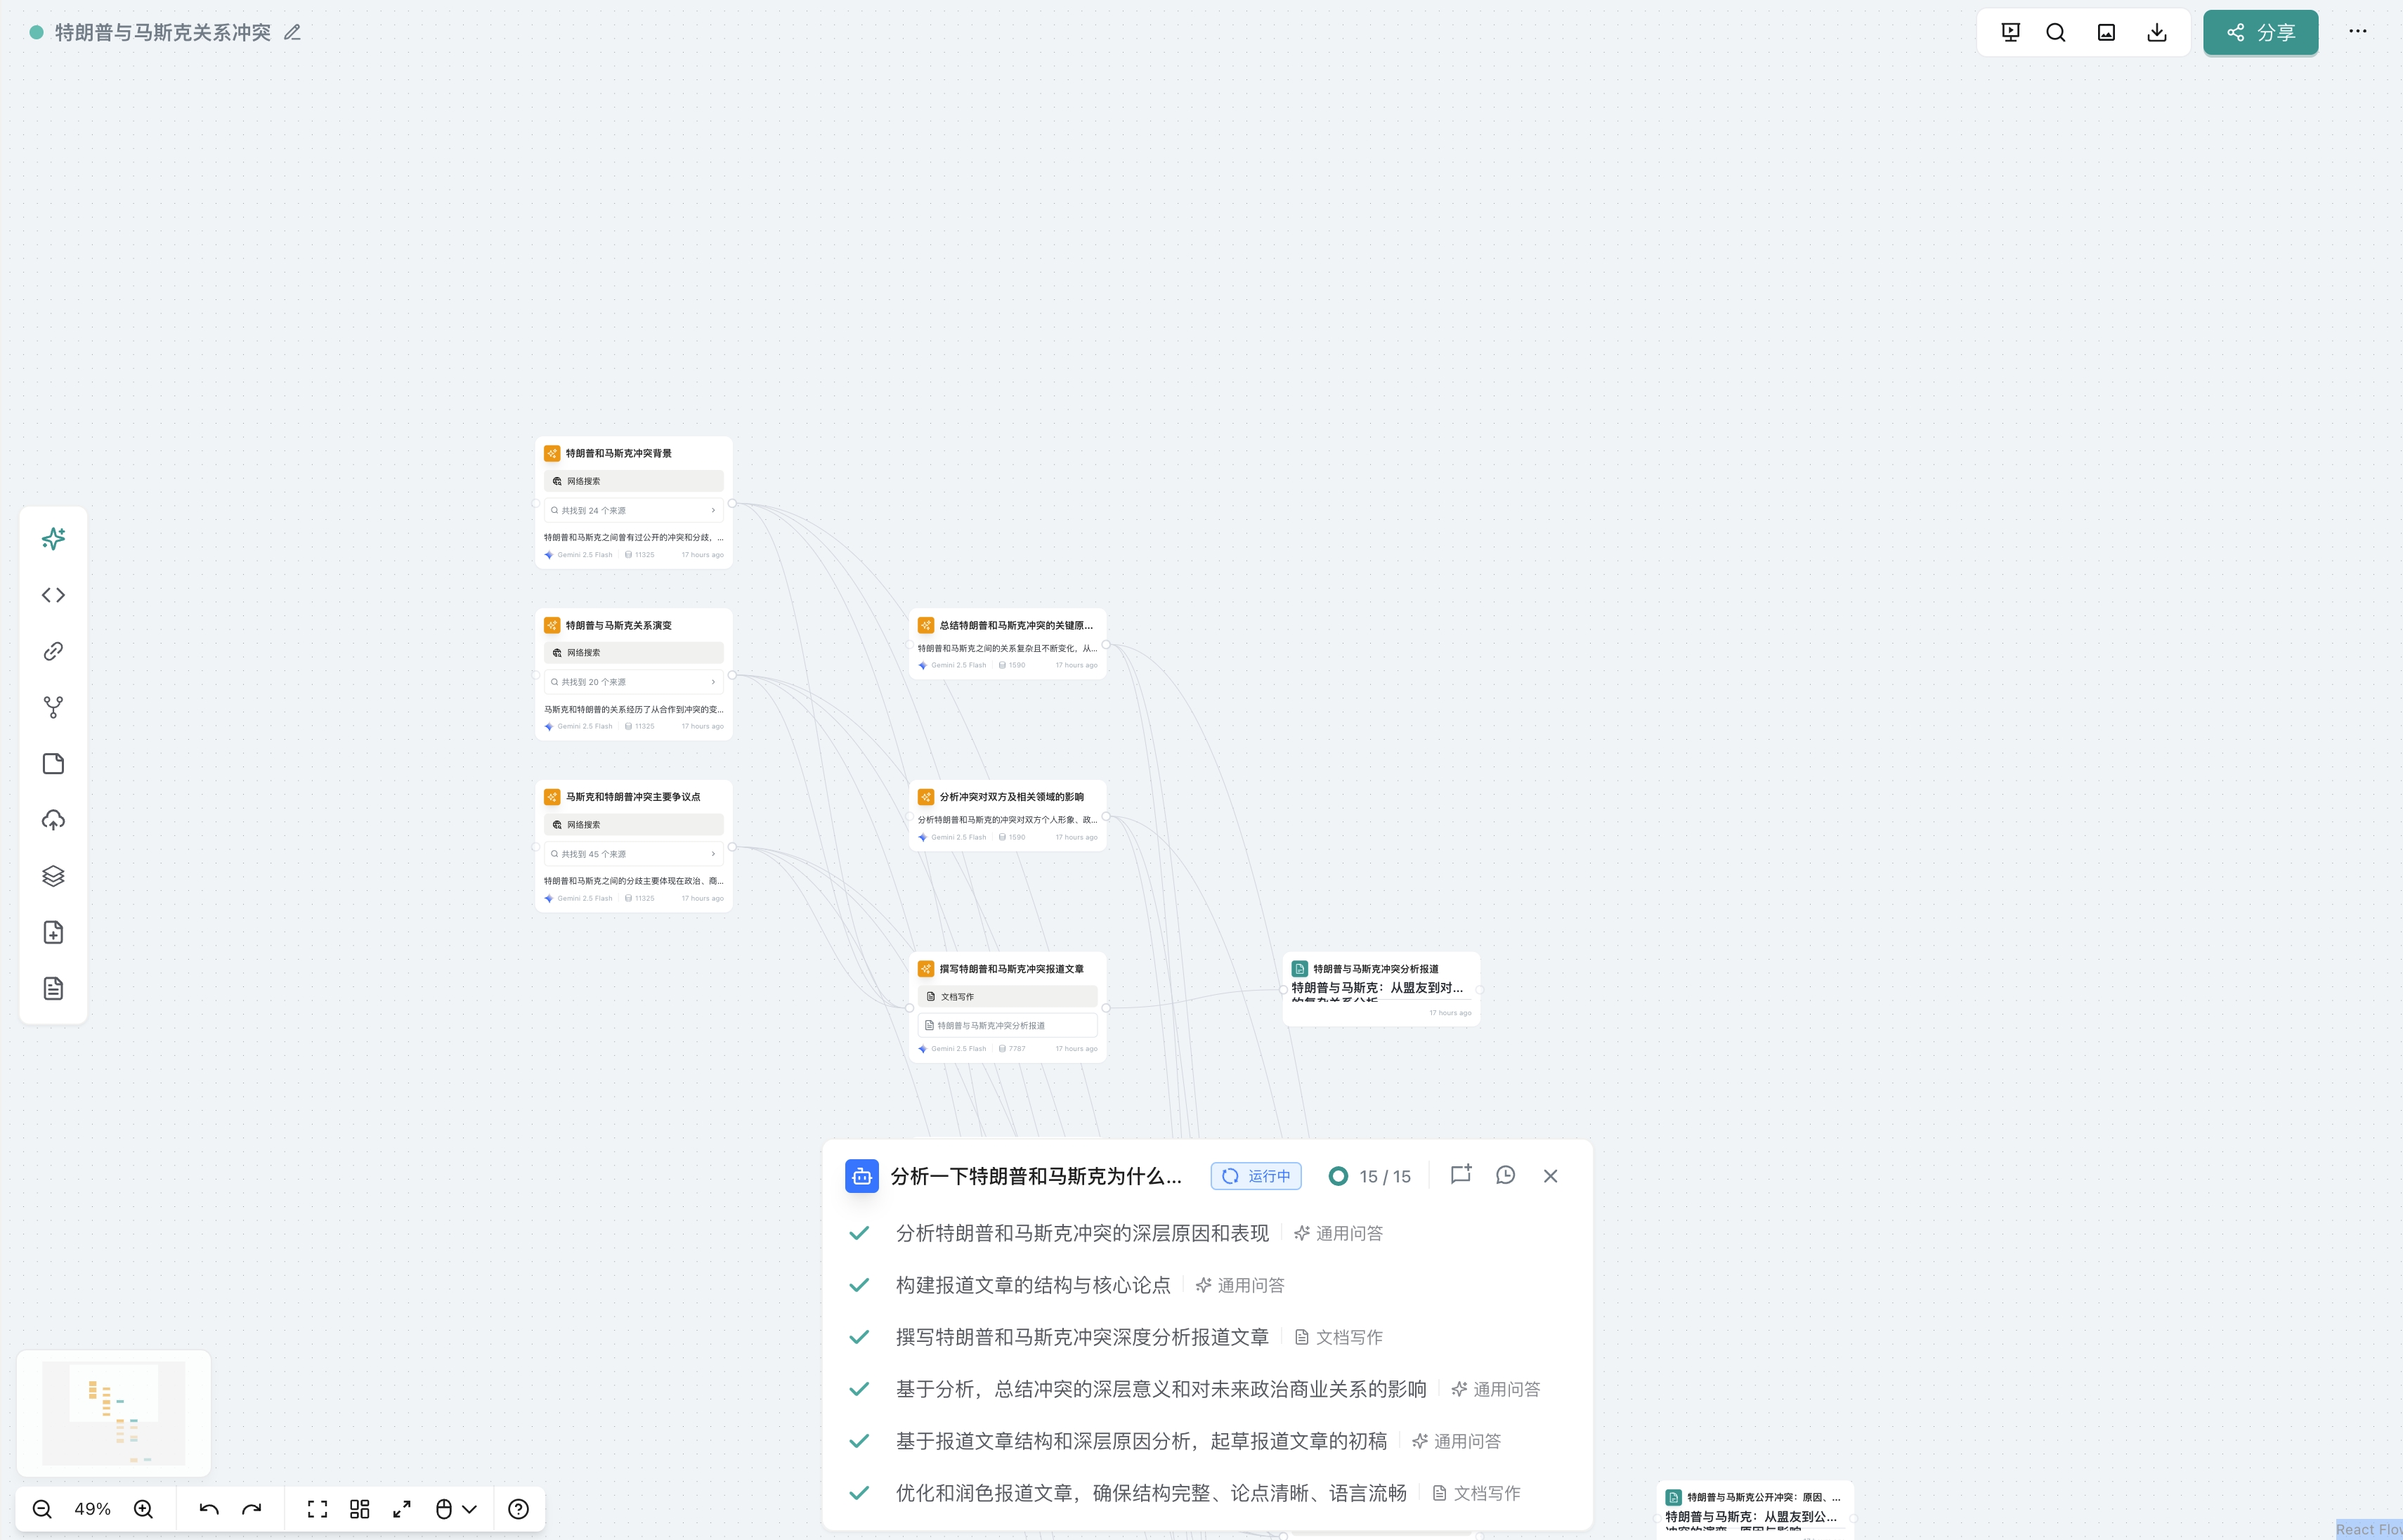 特朗普与马斯克关系冲突
分享
特朗普和马斯克冲突背景
网络搜索
共找到 24 个来源
特朗普和马斯克之间曾有过公开的冲突和分歧，...
Gemini 2.5 Flash 11325 17 hours ago
特朗普与马斯克关系演变
网络搜索
共找到 20 个来源
马斯克和特朗普的关系经历了从合作到冲突的变...
Gemini 2.5 Flash 11325 17 hours ago
马斯克和特朗普冲突主要争议点
网络搜索
共找到 45 个来源
特朗普和马斯克之间的分歧主要体现在政治、商...
Gemini 2.5 Flash 11325 17 hours ago
总结特朗普和马斯克冲突的关键原...
特朗普和马斯克之间的关系复杂且不断变化，从...
Gemini 2.5 Flash 1590 17 hours ago
分析冲突对双方及相关领域的影响
分析特朗普和马斯克的冲突对双方个人形象、政...
Gemini 2.5 Flash 1590 17 hours ago
撰写特朗普和马斯克冲突报道文章
文档写作
特朗普与马斯克冲突分析报道
Gemini 2.5 Flash 7787 17 hours ago
特朗普与马斯克冲突分析报道
特朗普与马斯克：从盟友到对...
的复杂关系分析
17 hours ago
分析一下特朗普和马斯克为什么... 运行中 15 / 15
分析特朗普和马斯克冲突的深层原因和表现 通用问答
构建报道文章的结构与核心论点 通用问答
撰写特朗普和马斯克冲突深度分析报道文章 文档写作
基于分析，总结冲突的深层意义和对未来政治商业关系的影响 通用问答
基于报道文章结构和深层原因分析，起草报道文章的初稿 通用问答
优化和润色报道文章，确保结构完整、论点清晰、语言流畅 文档写作
特朗普与马斯克公开冲突：原因、...
特朗普与马斯克：从盟友到公...
冲突的演变、原因与影响
49%
React Flo